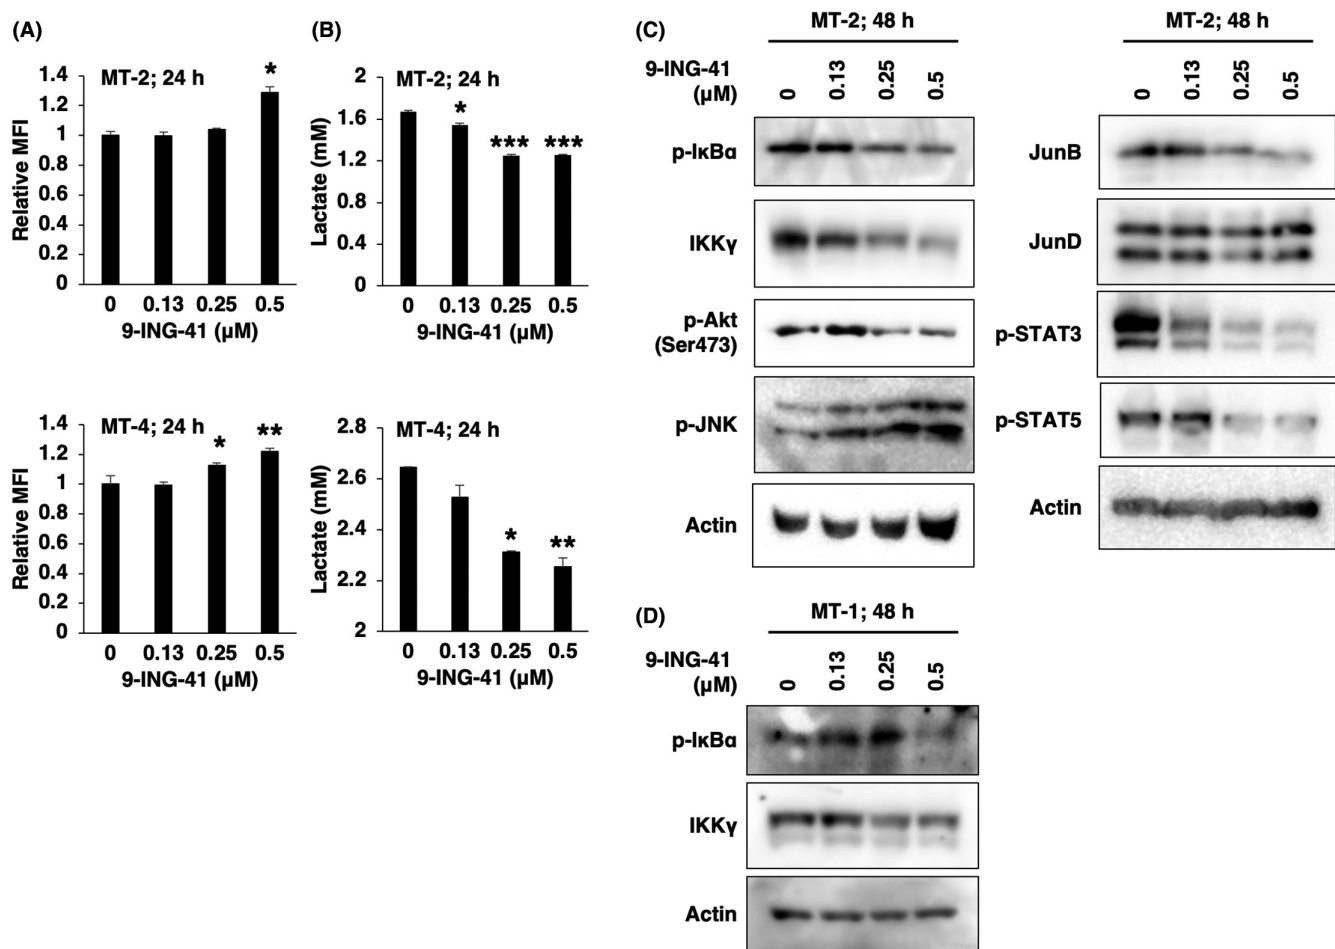 (A)
MT-2; 24 h
*
Relative MFI
1.4
1.2
1
0.8
0.6
0.4
0.2
0
0 0.13 0.25 0.5
9-ING-41 (μM)
MT-4; 24 h
* **
Relative MFI
1.4
1.2
1
0.8
0.6
0.4
0.2
0
0 0.13 0.25 0.5
9-ING-41 (μM)
(B)
MT-2; 24 h
* *** ***
Lactate (mM)
2
1.6
1.2
0.8
0.4
0
0 0.13 0.25 0.5
9-ING-41 (μM)
MT-4; 24 h
* **
Lactate (mM)
2.8
2.6
2.4
2.2
2
0 0.13 0.25 0.5
9-ING-41 (μM)
(C)
MT-2; 48 h
9-ING-41
(μM)
0 0.13 0.25 0.5
p-IκBα
IKKγ
p-Akt
(Ser473)
p-JNK
Actin
MT-2; 48 h
0 0.13 0.25 0.5
JunB
JunD
p-STAT3
p-STAT5
Actin
(D)
MT-1; 48 h
9-ING-41
(μM)
0 0.13 0.25 0.5
p-IκBα
IKKγ
Actin